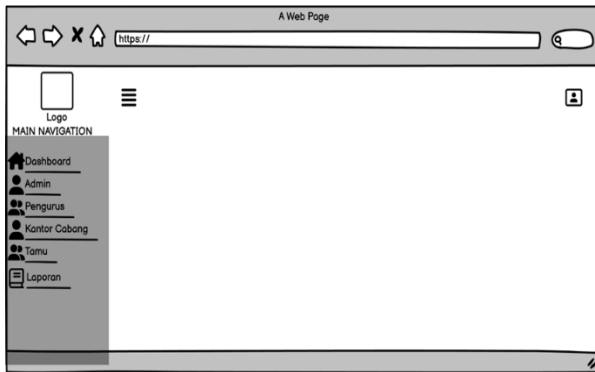 A Web Page
https://
Logo
MAIN NAVIGATION
Dashboard
Admin
Pengurus
Kantor Cabang
Tamu
Laporan